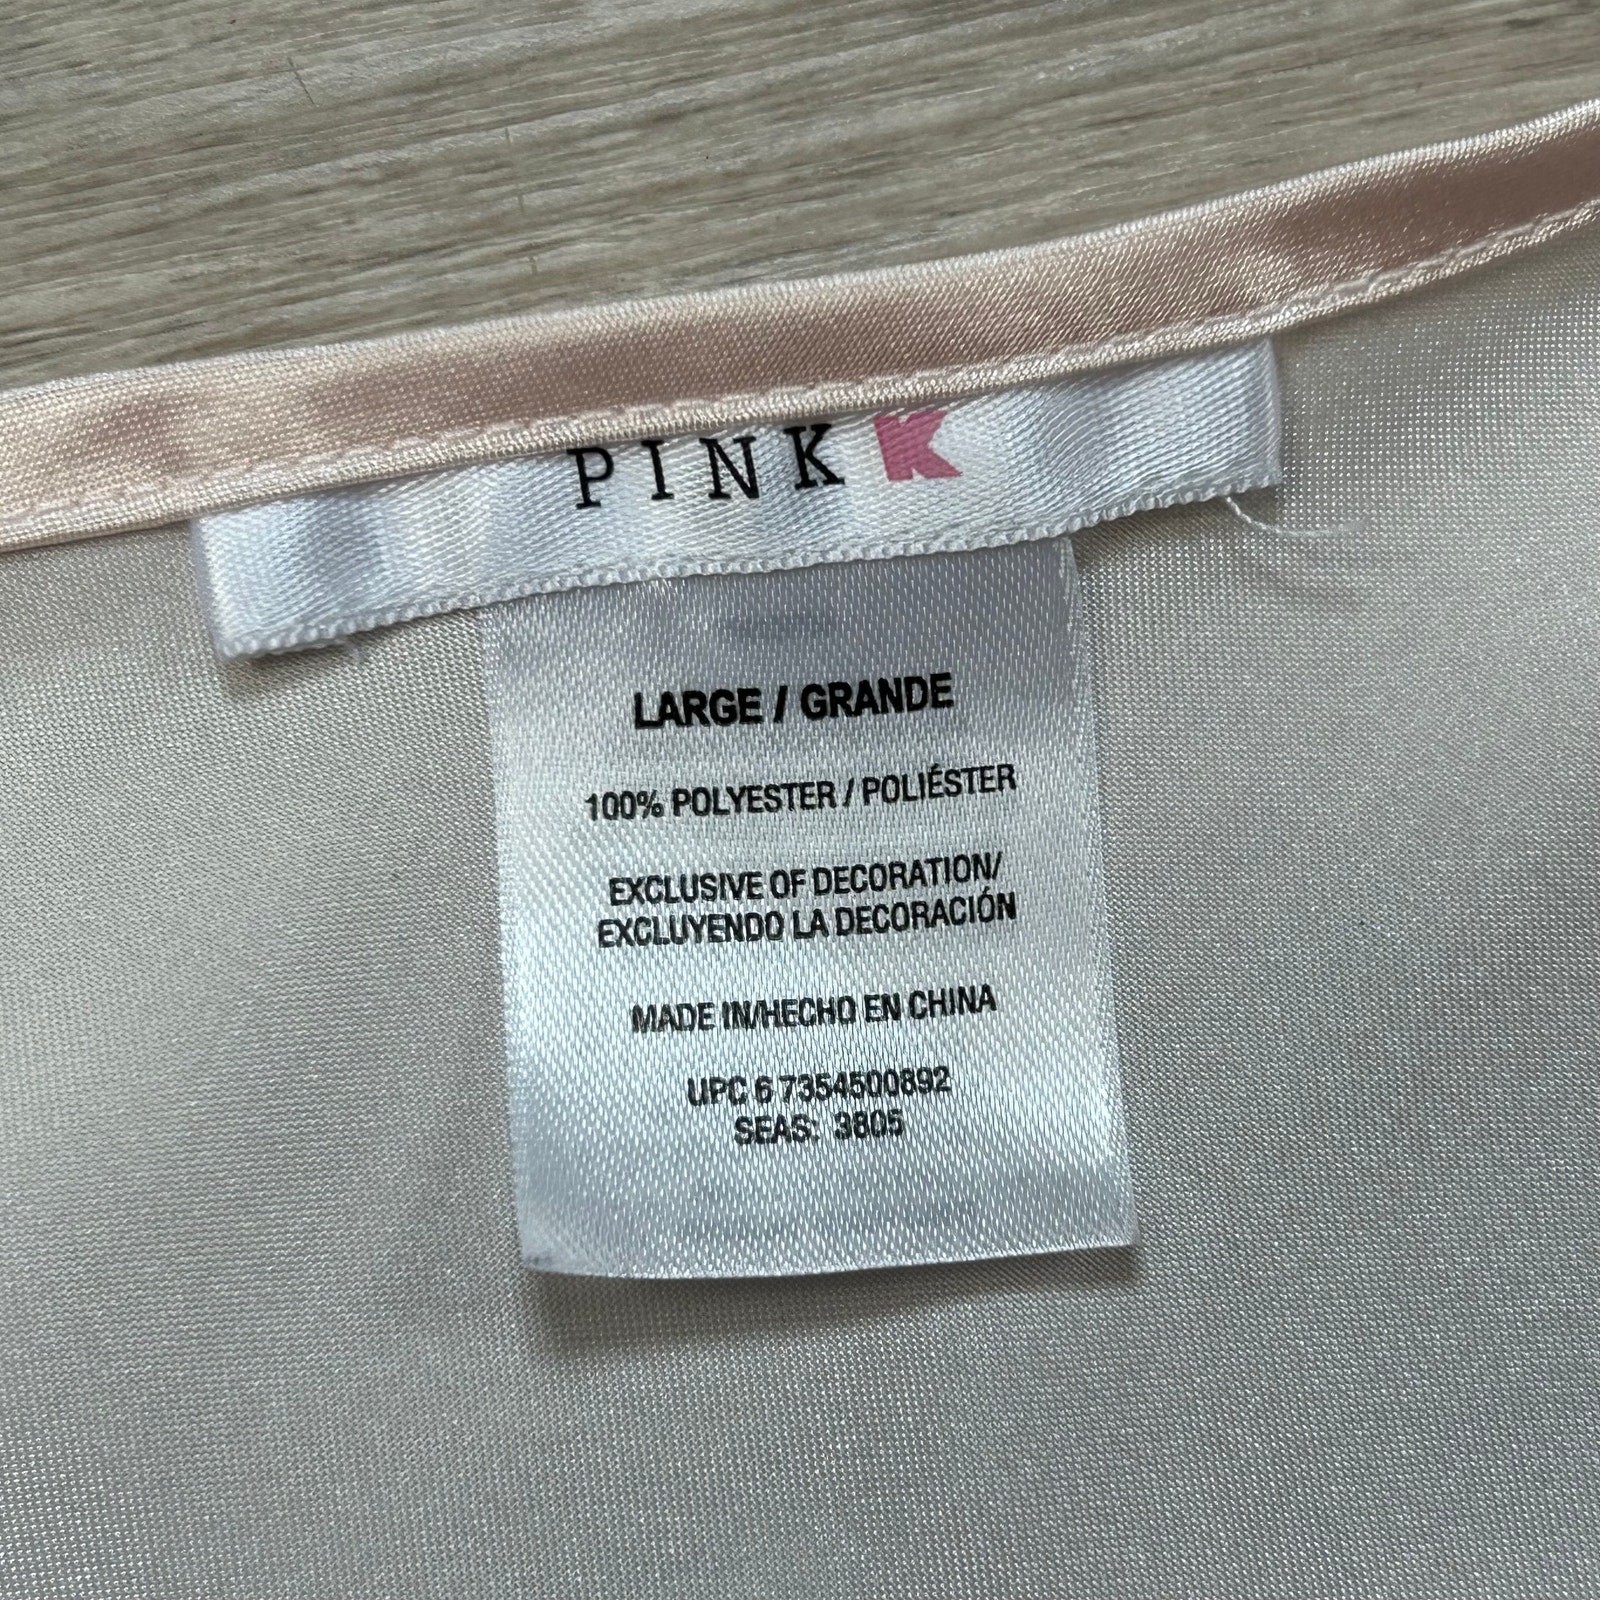 PINK K
LARGE / GRANDE
100% POLYESTER / POLIÉSTER
EXCLUSIVE OF DECORATION/
EXCLUYENDO LA DECORACIÓN
MADE IN/HECHO EN CHINA
UPC 6 7354500892
SEAS: 3805